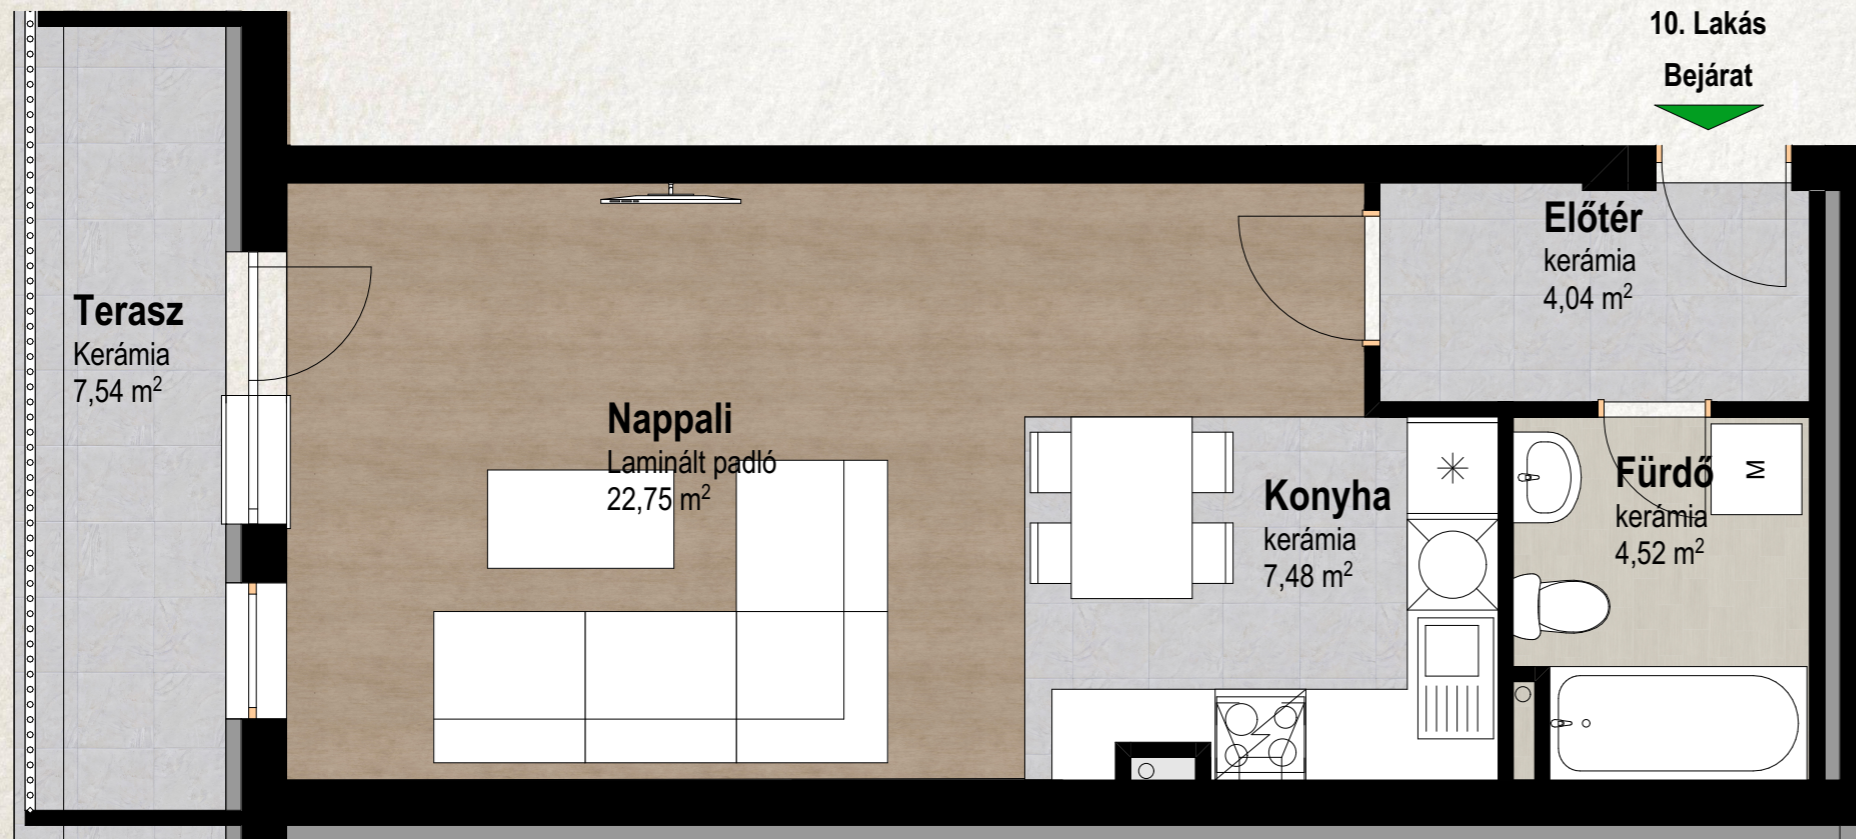 10. Lakás
Bejárat
Előtér
kerámia
4,04 m²
Terasz
Kerámia
7,54 m²
Nappali
Laminált padló
22,75 m²
Konyha
kerámia
7,48 m²
Fürdő
kerámia
4,52 m²
M